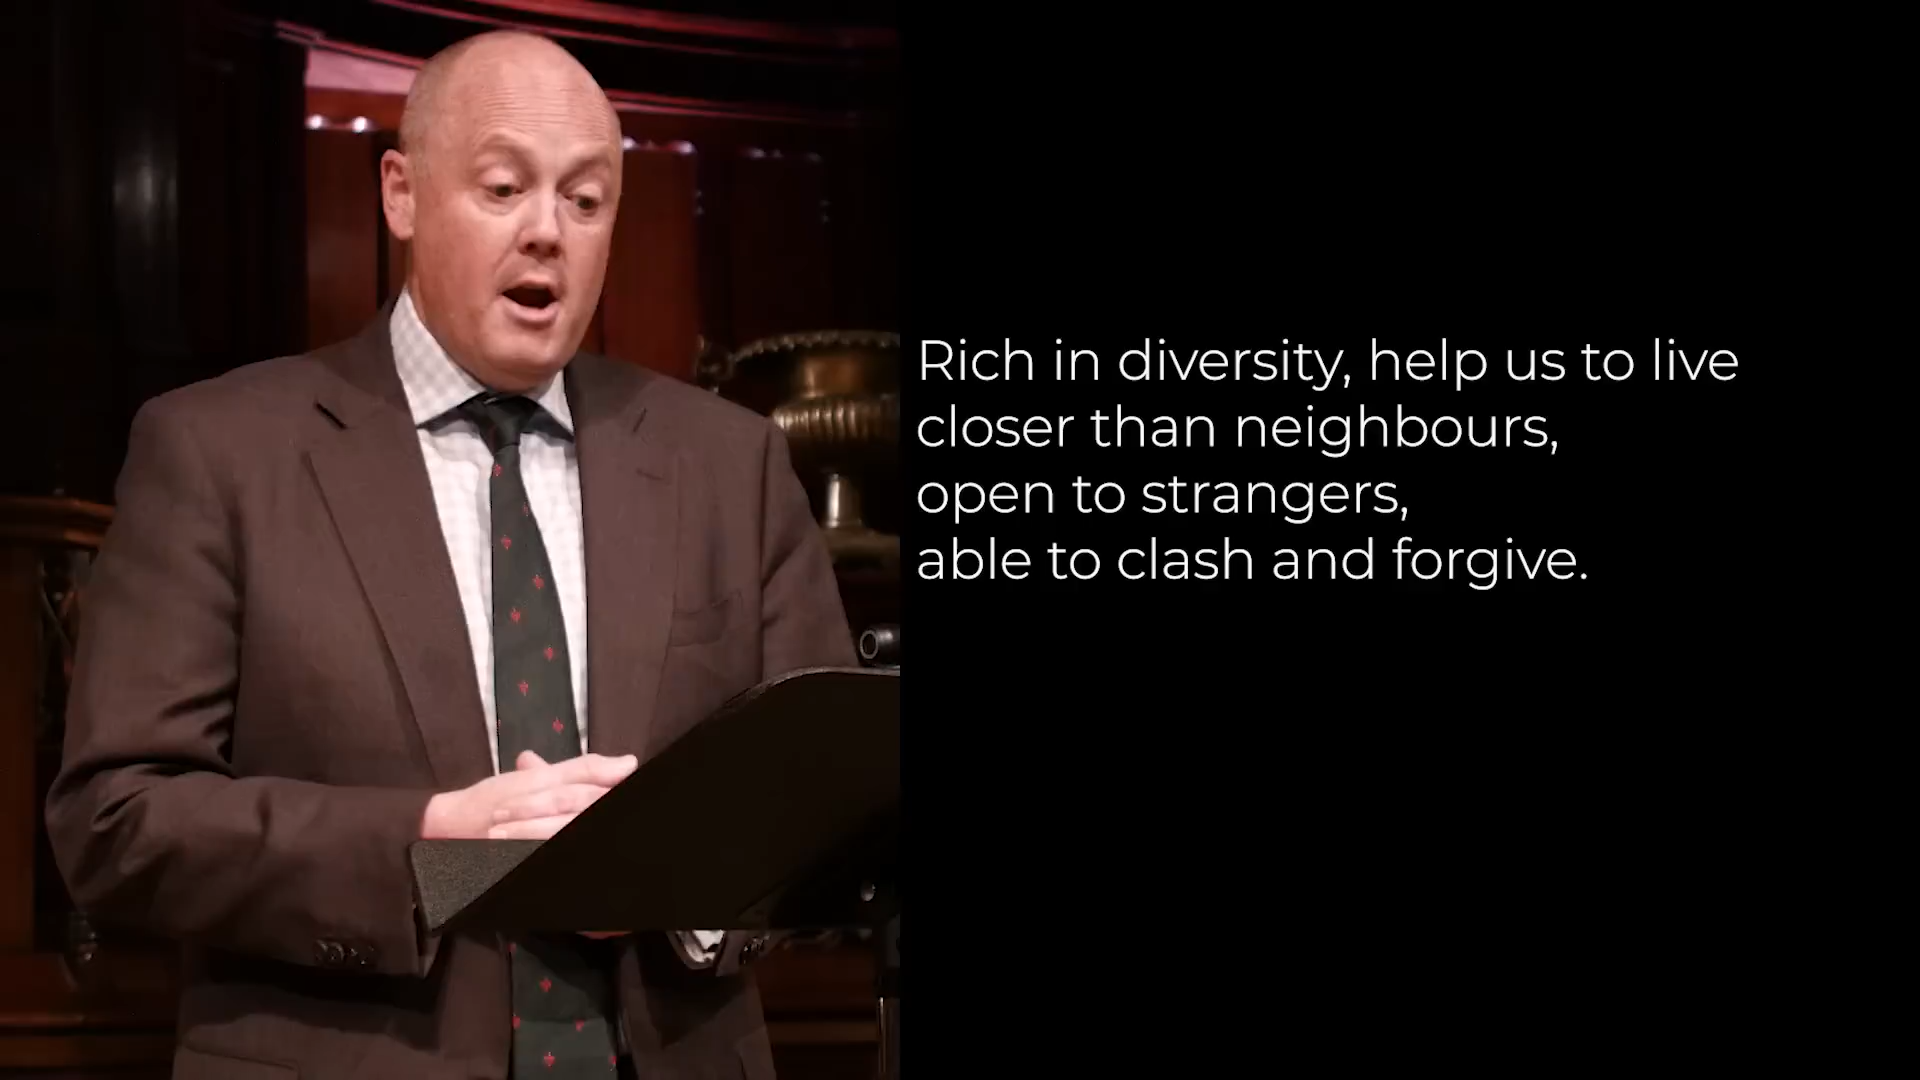 Rich in diversity, help us to live
closer than neighbours,
open to strangers,
able to clash and forgive.